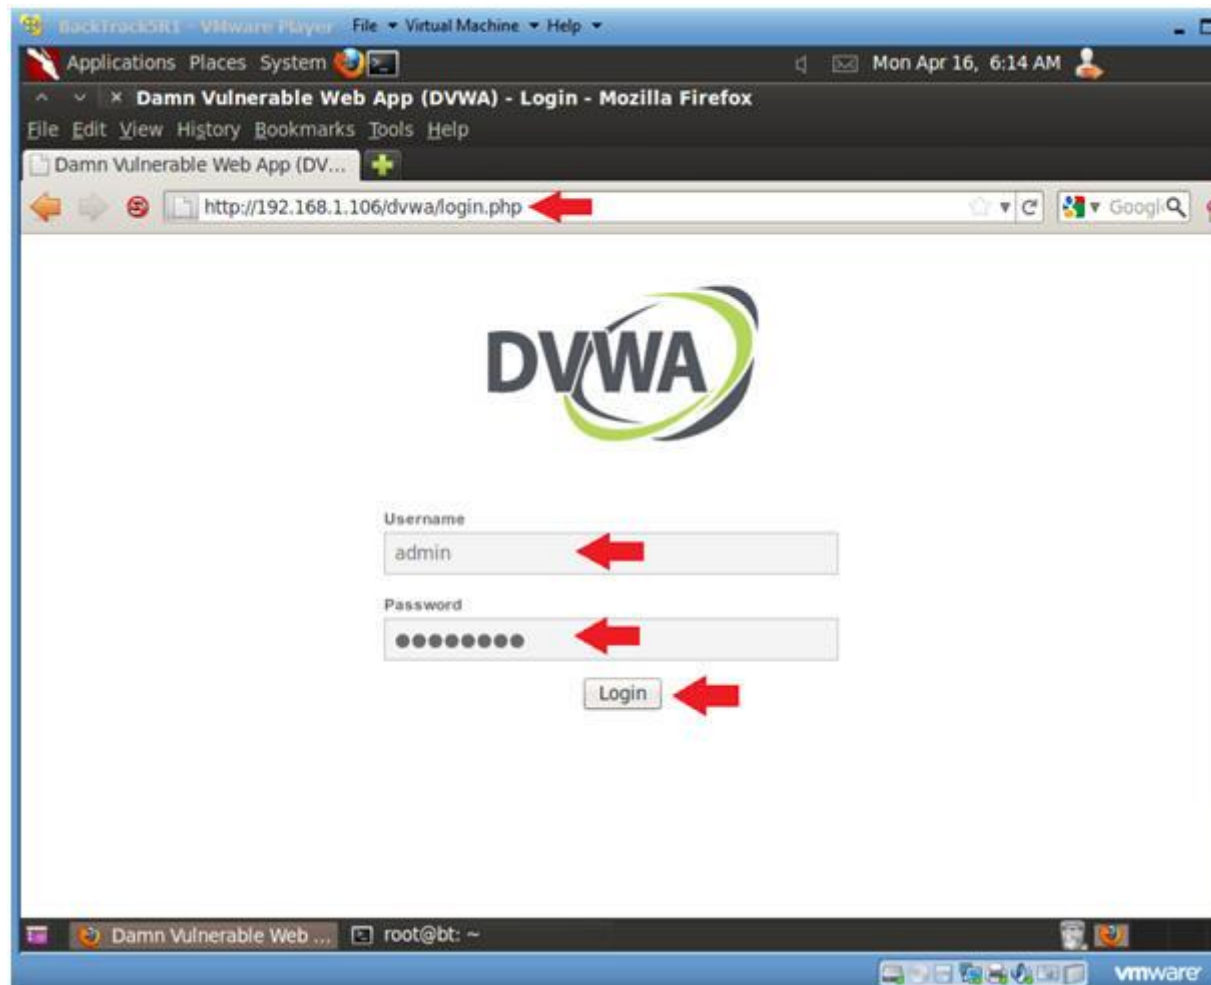 BackTrack5R1 - VMware Player File Virtual Machine Help
Applications Places System Mon Apr 16, 6:14 AM
Damn Vulnerable Web App (DVWA) - Login - Mozilla Firefox
File Edit View History Bookmarks Tools Help
Damn Vulnerable Web App (DV...
http://192.168.1.106/dvwa/login.php Googl
DVWA
Username
admin
Password
●●●●●●●●
Login
Damn Vulnerable Web ... root@bt: ~
vmware